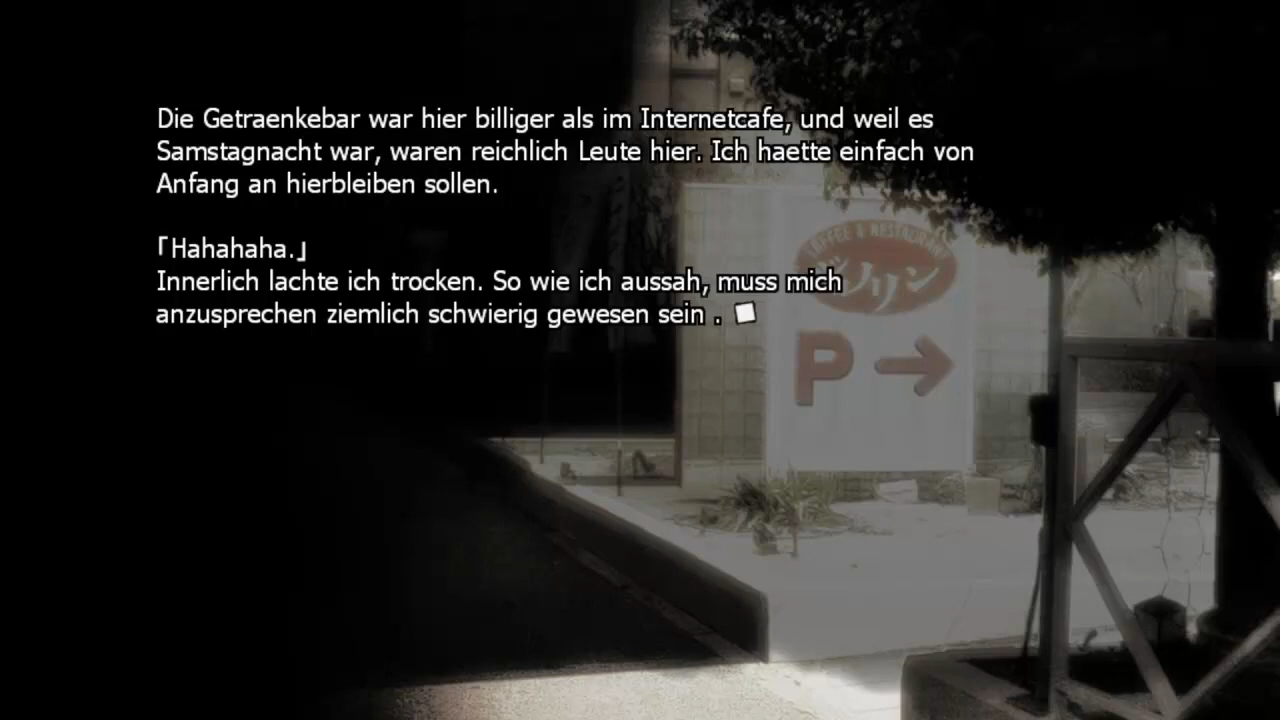 Die Getraenkebar war hier billiger als im Internetcafe, und weil es
Samstagnacht war, waren reichlich Leute hier. Ich haette einfach von
Anfang an hierbleiben sollen.
｢Hahahaha.｣
Innerlich lachte ich trocken. So wie ich aussah, muss mich
anzusprechen ziemlich schwierig gewesen sein .
COFFEE & RESTAURANT
P →